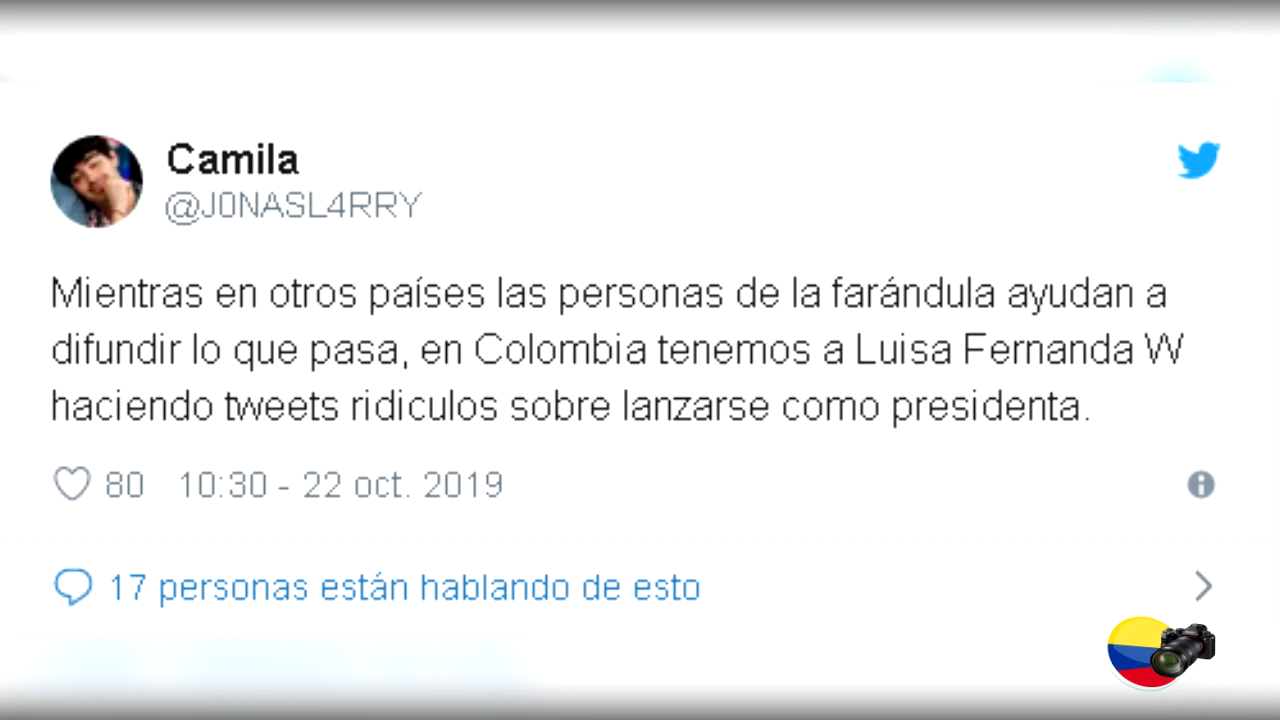 Camila
@J0NASL4RRY
Mientras en otros países las personas de la farándula ayudan a
difundir lo que pasa, en Colombia tenemos a Luisa Fernanda W
haciendo tweets ridiculos sobre lanzarse como presidenta.
80 10:30 - 22 oct. 2019
17 personas están hablando de esto